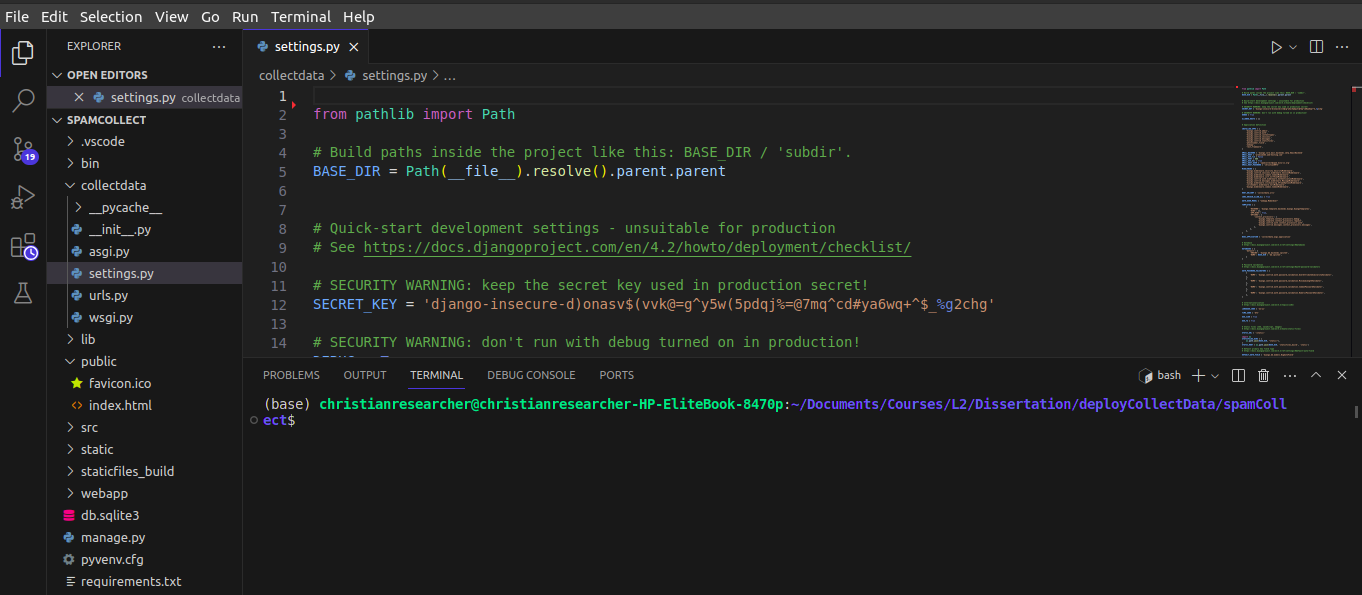 File Edit Selection View Go Run Terminal Help
EXPLORER
OPEN EDITORS
settings.py collectdata
SPAMCOLLECT
.vscode
bin
collectdata
__pycache__
__init__.py
asgi.py
settings.py
urls.py
wsgi.py
lib
public
favicon.ico
index.html
src
static
staticfiles_build
webapp
db.sqlite3
manage.py
pyvenv.cfg
requirements.txt
19
settings.py
collectdata > settings.py > ...
1
2 from pathlib import Path
3
4 # Build paths inside the project like this: BASE_DIR / 'subdir'.
5 BASE_DIR = Path(__file__).resolve().parent.parent
6
7
8 # Quick-start development settings - unsuitable for production
9 # See https://docs.djangoproject.com/en/4.2/howto/deployment/checklist/
10
11 # SECURITY WARNING: keep the secret key used in production secret!
12 SECRET_KEY = 'django-insecure-d)onasv$(vvk@=g^y5w(5pdqj%=@7mq^cd#ya6wq+^$_%g2chg'
13
14 # SECURITY WARNING: don't run with debug turned on in production!
PROBLEMS OUTPUT TERMINAL DEBUG CONSOLE PORTS
bash
(base) christianresearcher@christianresearcher-HP-EliteBook-8470p:~/Documents/Courses/L2/Dissertation/deployCollectData/spamColl
ect$